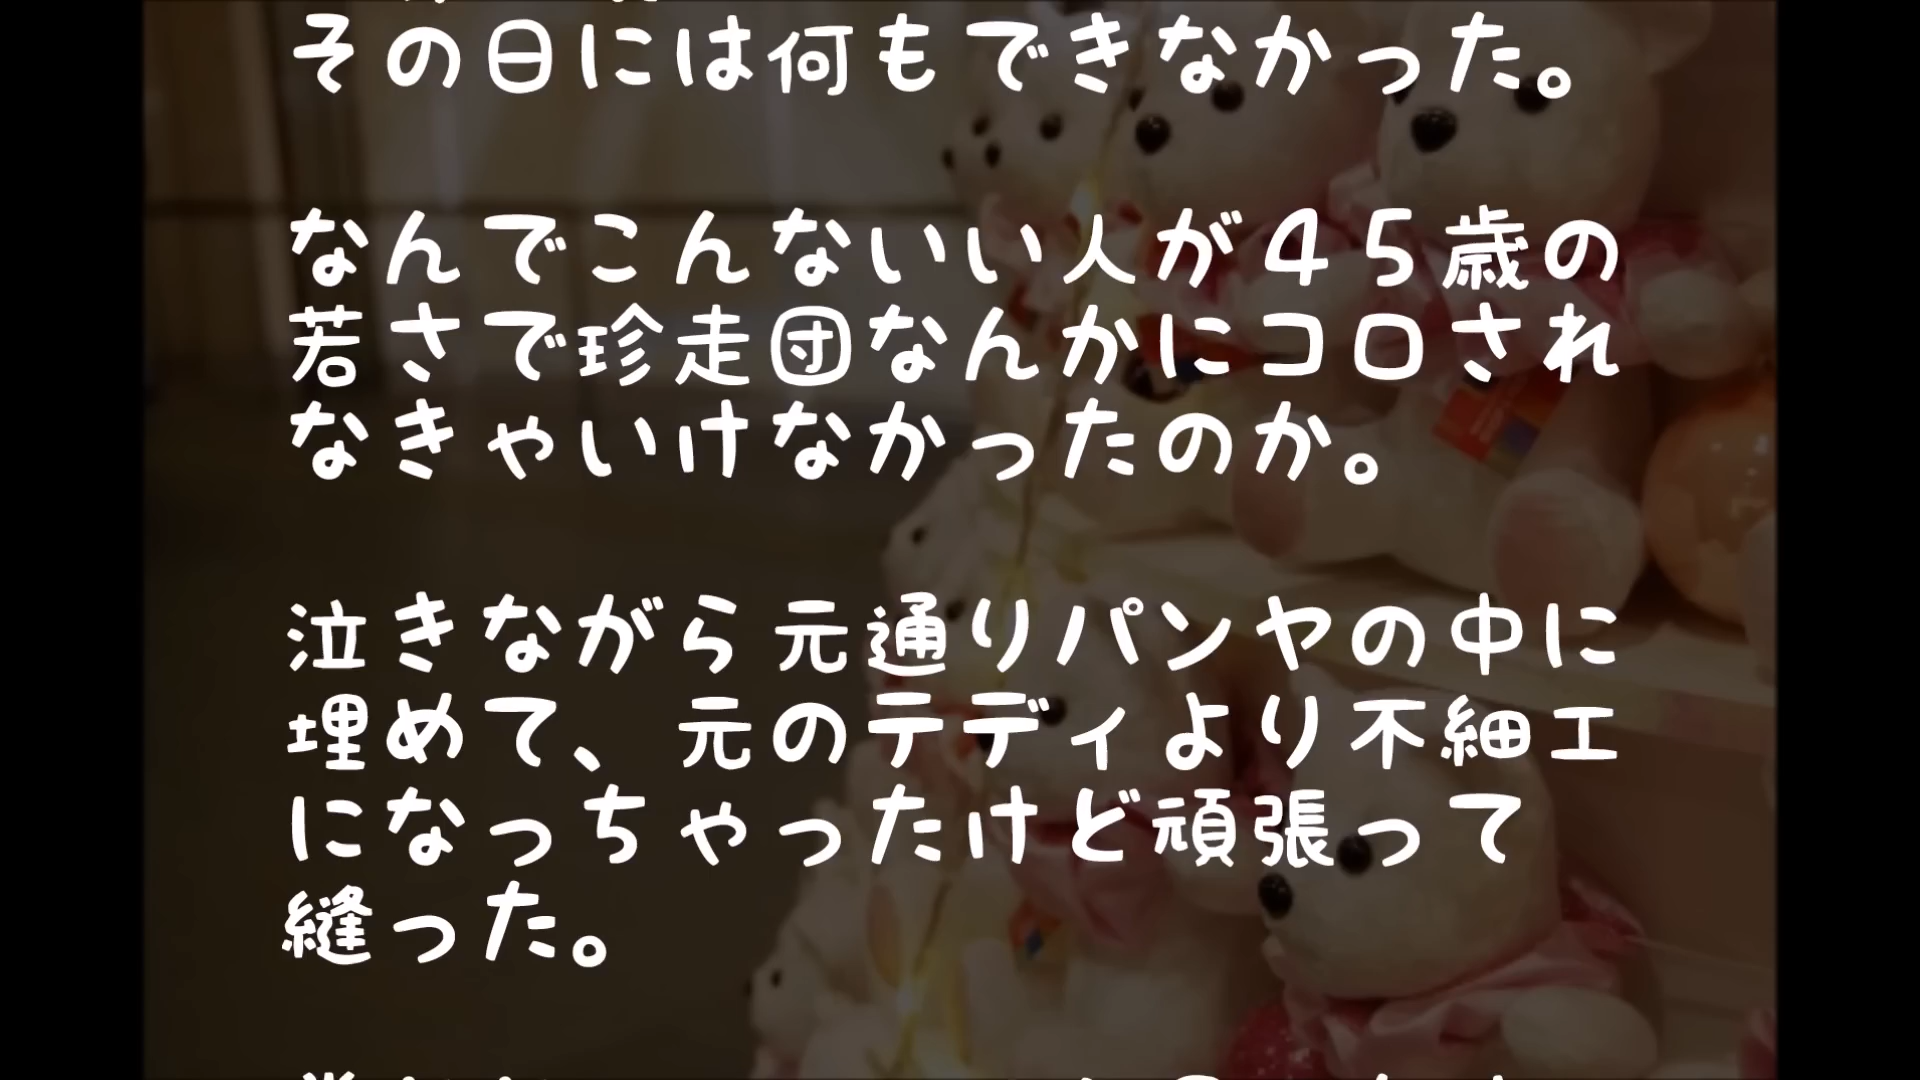 その日には何もできなかった。
なんでこんないい人が４５歳の
若さで珍走団なんかにコロされ
なきゃいけなかったのか。
泣きながら元通りパンヤの中に
埋めて、元のテディより不細工
になっちゃったけど頑張って
縫った。